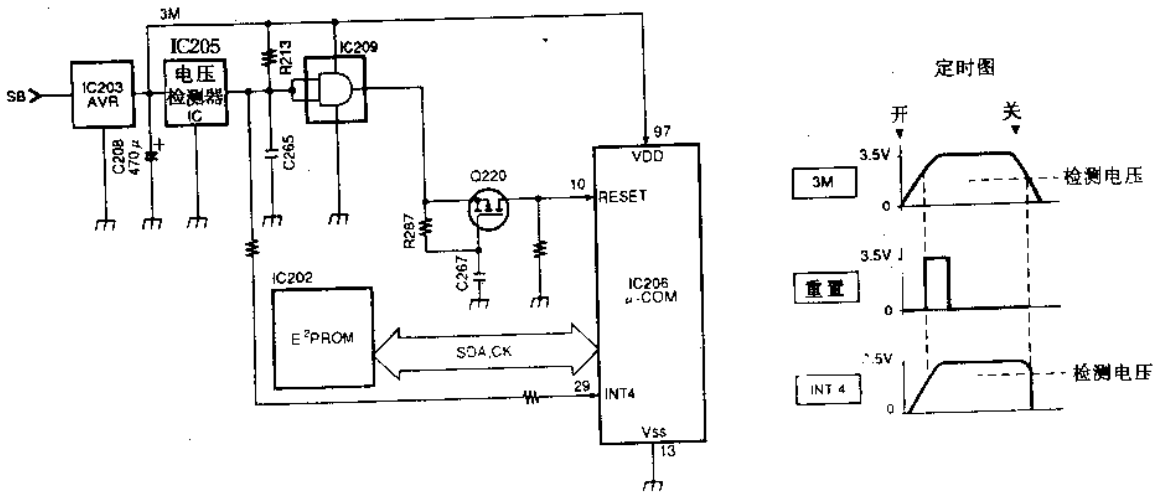 3M
IC205
电压
检测器
IC
R213
IC209
SB
IC203
AVR
C208
470μ
C265
97
VDD
Q220
10
RESET
R287
C267
IC202
E²PROM
SDA,CK
IC206
μ-COM
29
INT4
Vss
13
定时图
开
关
3.5V
3M
检测电压
0
3.5V
重置
0
.5V
INT 4
检测电压
0